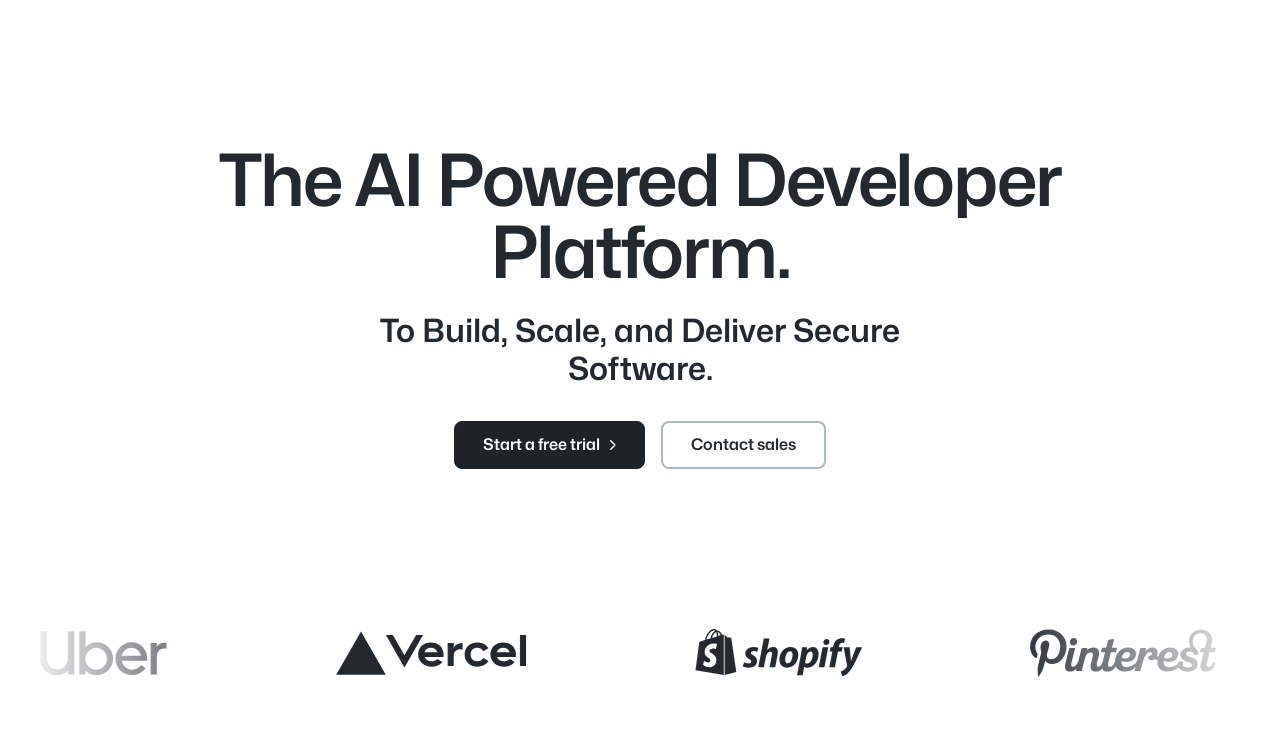 The AI Powered Developer
Platform.
To Build, Scale, and Deliver Secure
Software.
Start a free trial
Contact sales
Uber
Vercel
shopify
Pinterest